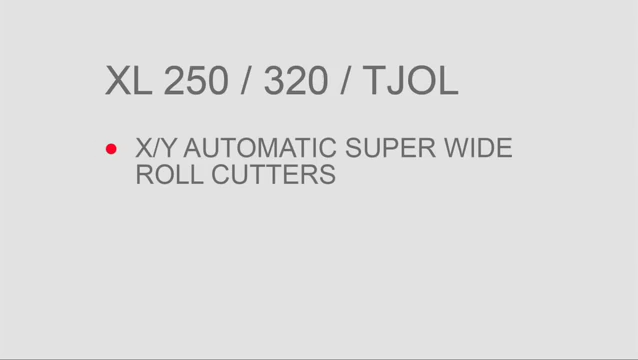 XL 250 / 320 / TJOL
X/Y AUTOMATIC SUPER WIDE
ROLL CUTTERS